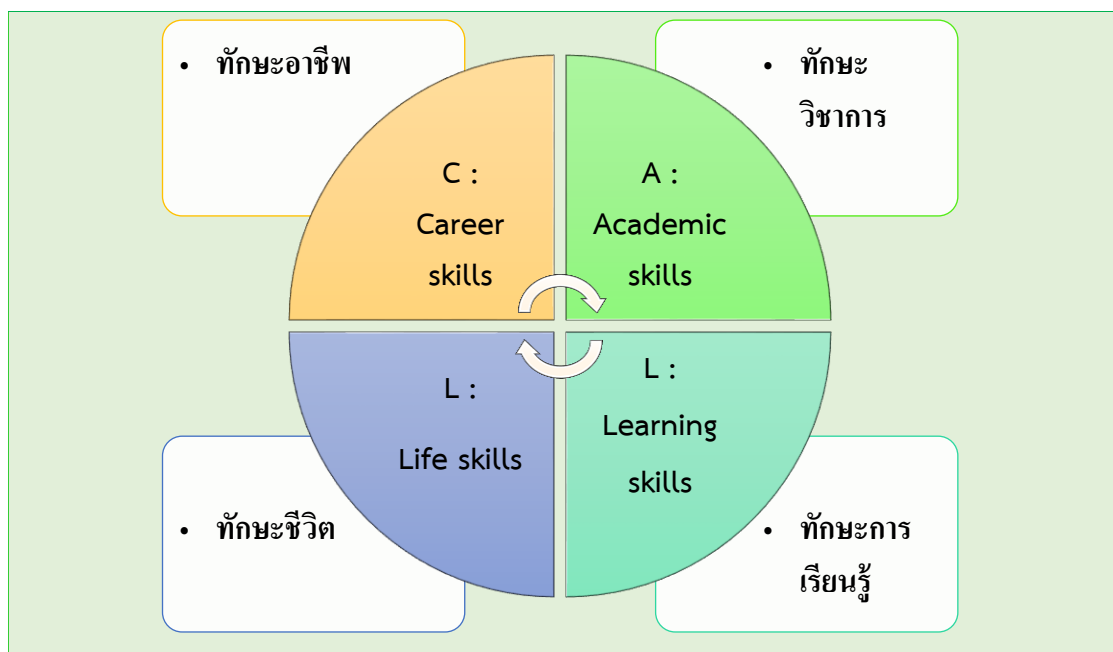 • ทักษะอาชีพ
• ทักษะ
วิชาการ
C :
Career
skills
A :
Academic
skills
L :
Life skills
L :
Learning
skills
• ทักษะชีวิต
• ทักษะการ
เรียนรู้